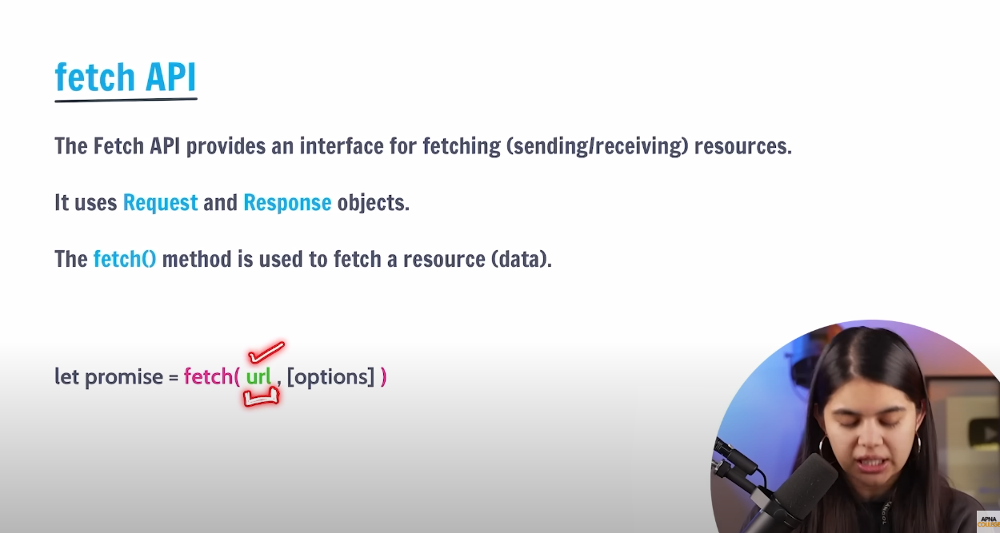 fetch API
The Fetch API provides an interface for fetching (sending/receiving) resources.
It uses Request and Response objects.
The fetch() method is used to fetch a resource (data).
let promise = fetch( url , [options] )
APNA
COLLEGE